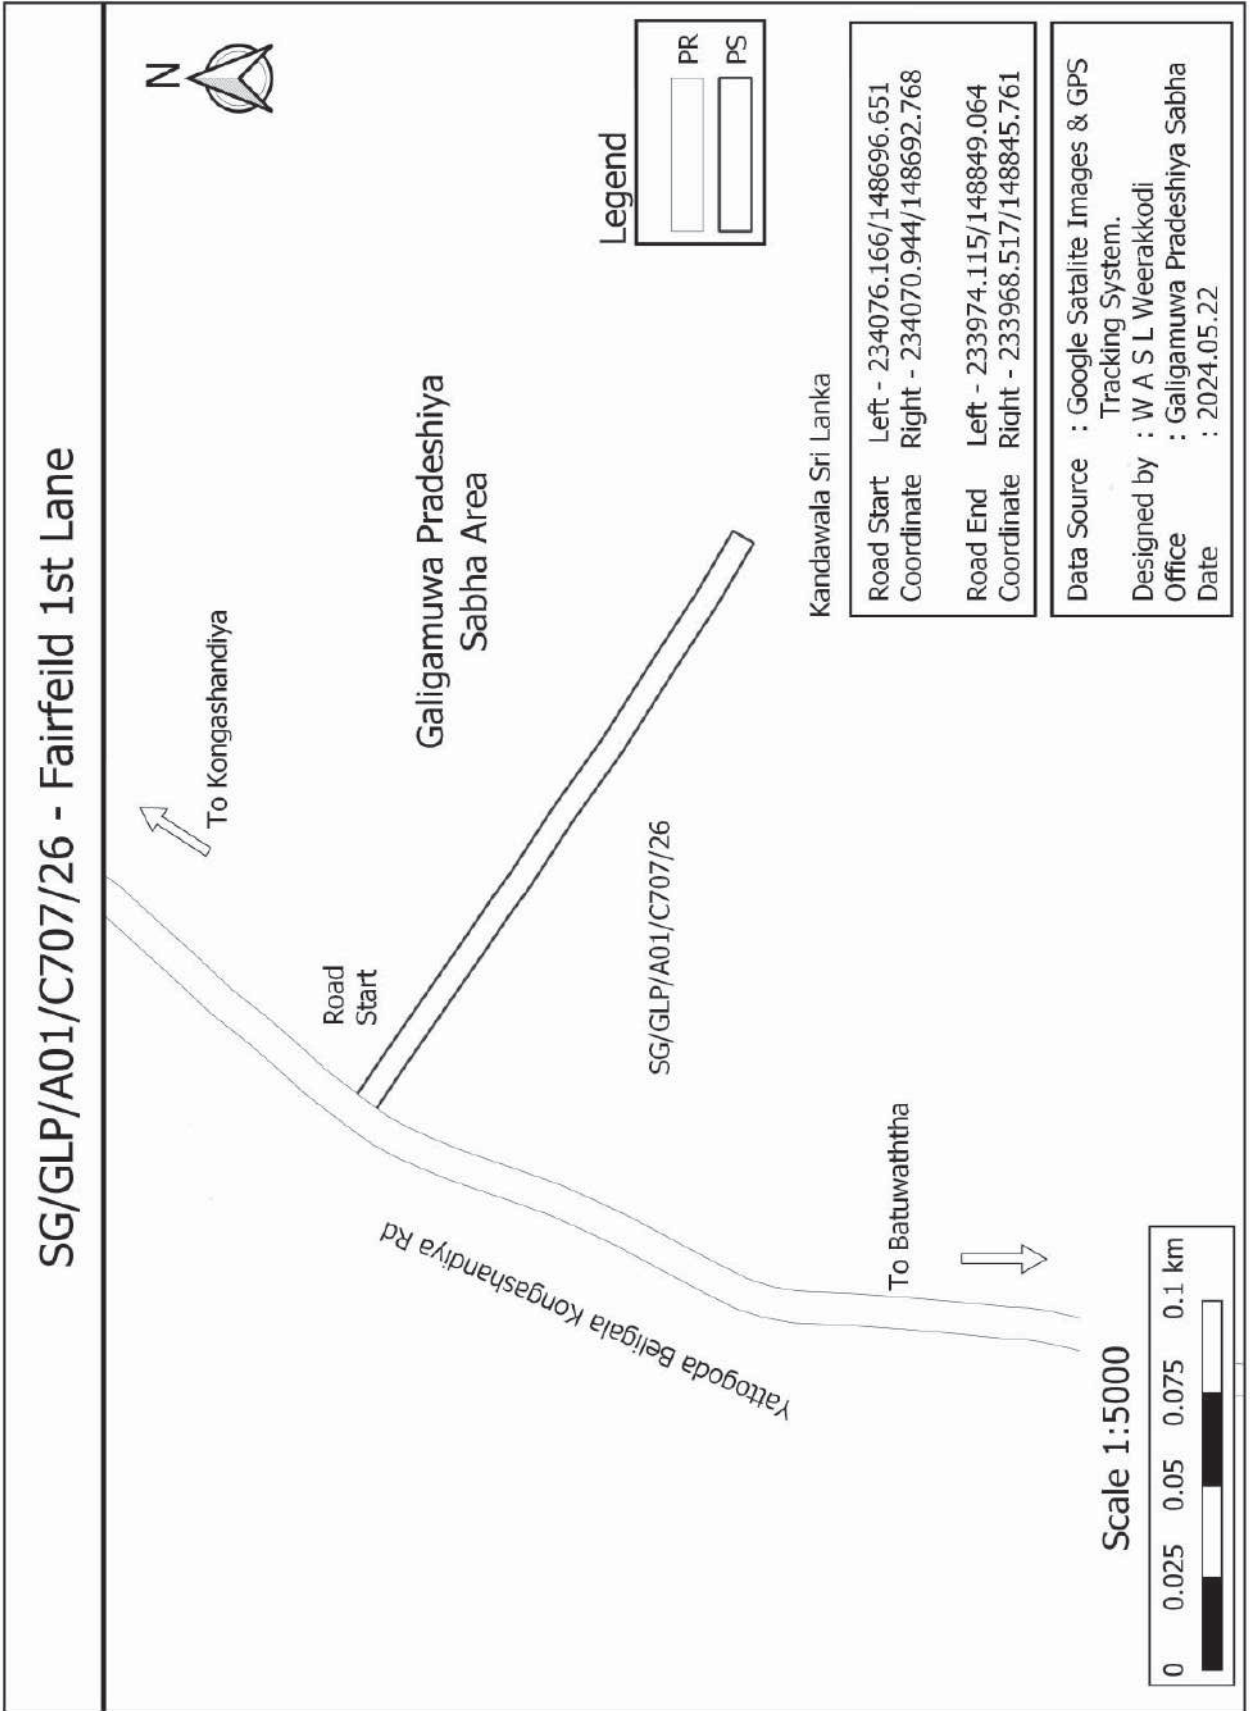 SG/GLP/A01/C707/26 - Fairfeild 1st Lane
N
To Kongashandiya
Road
Start
Galigamuwa Pradeshiya
Sabha Area
Legend
PR
PS
Yattogoda Beligala Kongashandiya Rd
SG/GLP/A01/C707/26
Kandawala Sri Lanka
To Batuwaththa
Road Start Left - 234076.166/148696.651
Coordinate Right - 234070.944/148692.768
Road End Left - 233974.115/148849.064
Coordinate Right - 233968.517/148845.761
Scale 1:5000
0 0.025 0.05 0.075 0.1 km
Data Source : Google Satalite Images & GPS
Tracking System.
Designed by : W A S L Weerakkodi
Office : Galigamuwa Pradeshiya Sabha
Date : 2024.05.22